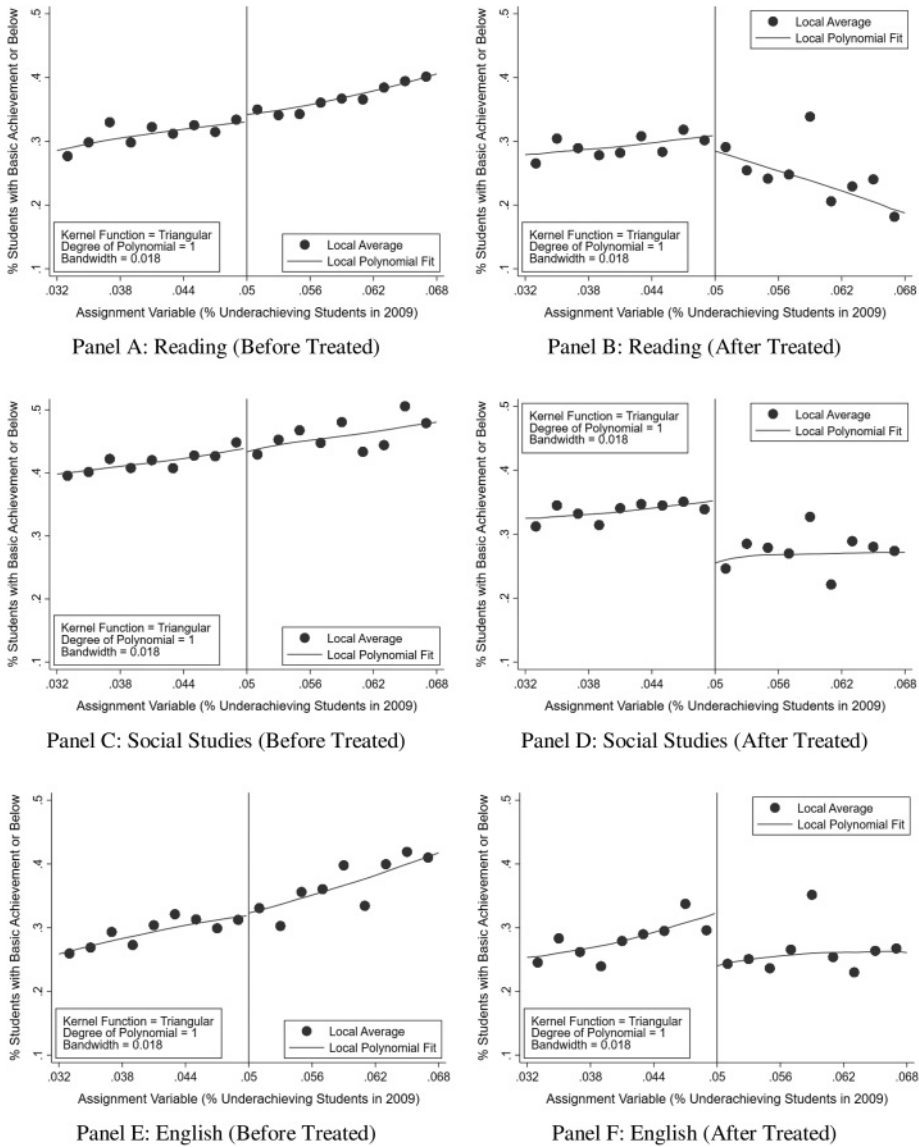 % Students with Basic Achievement or Below
.5
.4
.3
.2
.1
Kernel Function = Triangular
Degree of Polynomial = 1
Bandwidth = 0.018
Local Average
Local Polynomial Fit
.032
.038
.044
.05
.056
.062
.068
Assignment Variable (% Underachieving Students in 2009)
Panel A: Reading (Before Treated)
% Students with Basic Achievement or Below
.5
.4
.3
.2
.1
Local Average
Local Polynomial Fit
Kernel Function = Triangular
Degree of Polynomial = 1
Bandwidth = 0.018
.032
.038
.044
.05
.056
.062
.068
Assignment Variable (% Underachieving Students in 2009)
Panel B: Reading (After Treated)
% Students with Basic Achievement or Below
.5
.4
.3
.2
.1
Kernel Function = Triangular
Degree of Polynomial = 1
Bandwidth = 0.018
Local Average
Local Polynomial Fit
.032
.038
.044
.05
.056
.062
.068
Assignment Variable (% Underachieving Students in 2009)
Panel C: Social Studies (Before Treated)
% Students with Basic Achievement or Below
.5
.4
.3
.2
.1
Kernel Function = Triangular
Degree of Polynomial = 1
Bandwidth = 0.018
Local Average
Local Polynomial Fit
.032
.038
.044
.05
.056
.062
.068
Assignment Variable (% Underachieving Students in 2009)
Panel D: Social Studies (After Treated)
% Students with Basic Achievement or Below
.5
.4
.3
.2
.1
Kernel Function = Triangular
Degree of Polynomial = 1
Bandwidth = 0.018
Local Average
Local Polynomial Fit
.032
.038
.044
.05
.056
.062
.068
Assignment Variable (% Underachieving Students in 2009)
Panel E: English (Before Treated)
% Students with Basic Achievement or Below
.5
.4
.3
.2
.1
Local Average
Local Polynomial Fit
Kernel Function = Triangular
Degree of Polynomial = 1
Bandwidth = 0.018
.032
.038
.044
.05
.056
.062
.068
Assignment Variable (% Underachieving Students in 2009)
Panel F: English (After Treated)